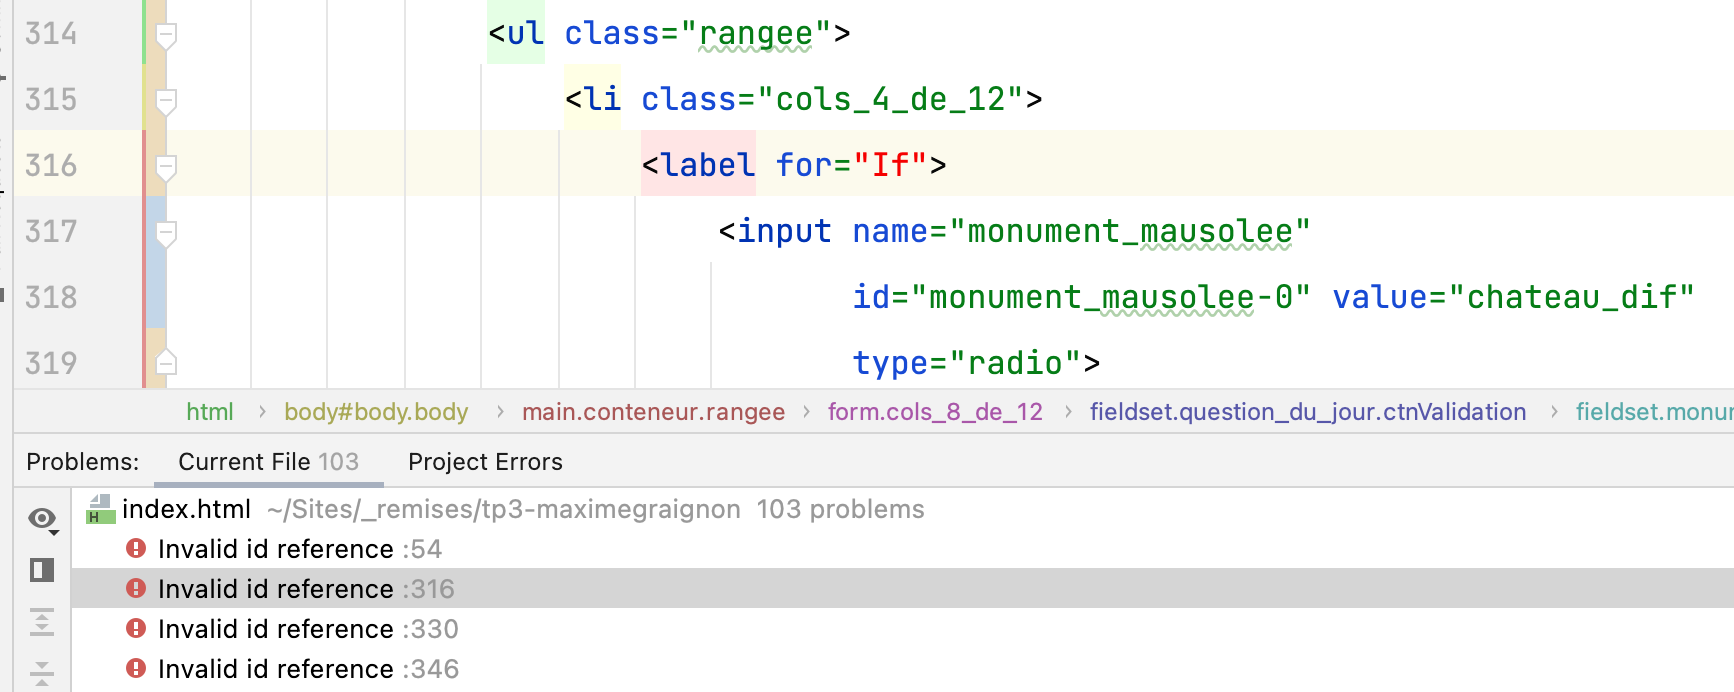 314 <ul class="rangee">
315 <li class="cols_4_de_12">
316 <label for="If">
317 <input name="monument_mausolee"
318 id="monument_mausolee-0" value="chateau_dif"
319 type="radio">
html › body#body.body › main.conteneur.rangee › form.cols_8_de_12 › fieldset.question_du_jour.ctnValidation › fieldset.monu
Problems: Current File 103 Project Errors
index.html ~/Sites/_remises/tp3-maximegraignon 103 problems
Invalid id reference :54
Invalid id reference :316
Invalid id reference :330
Invalid id reference :346